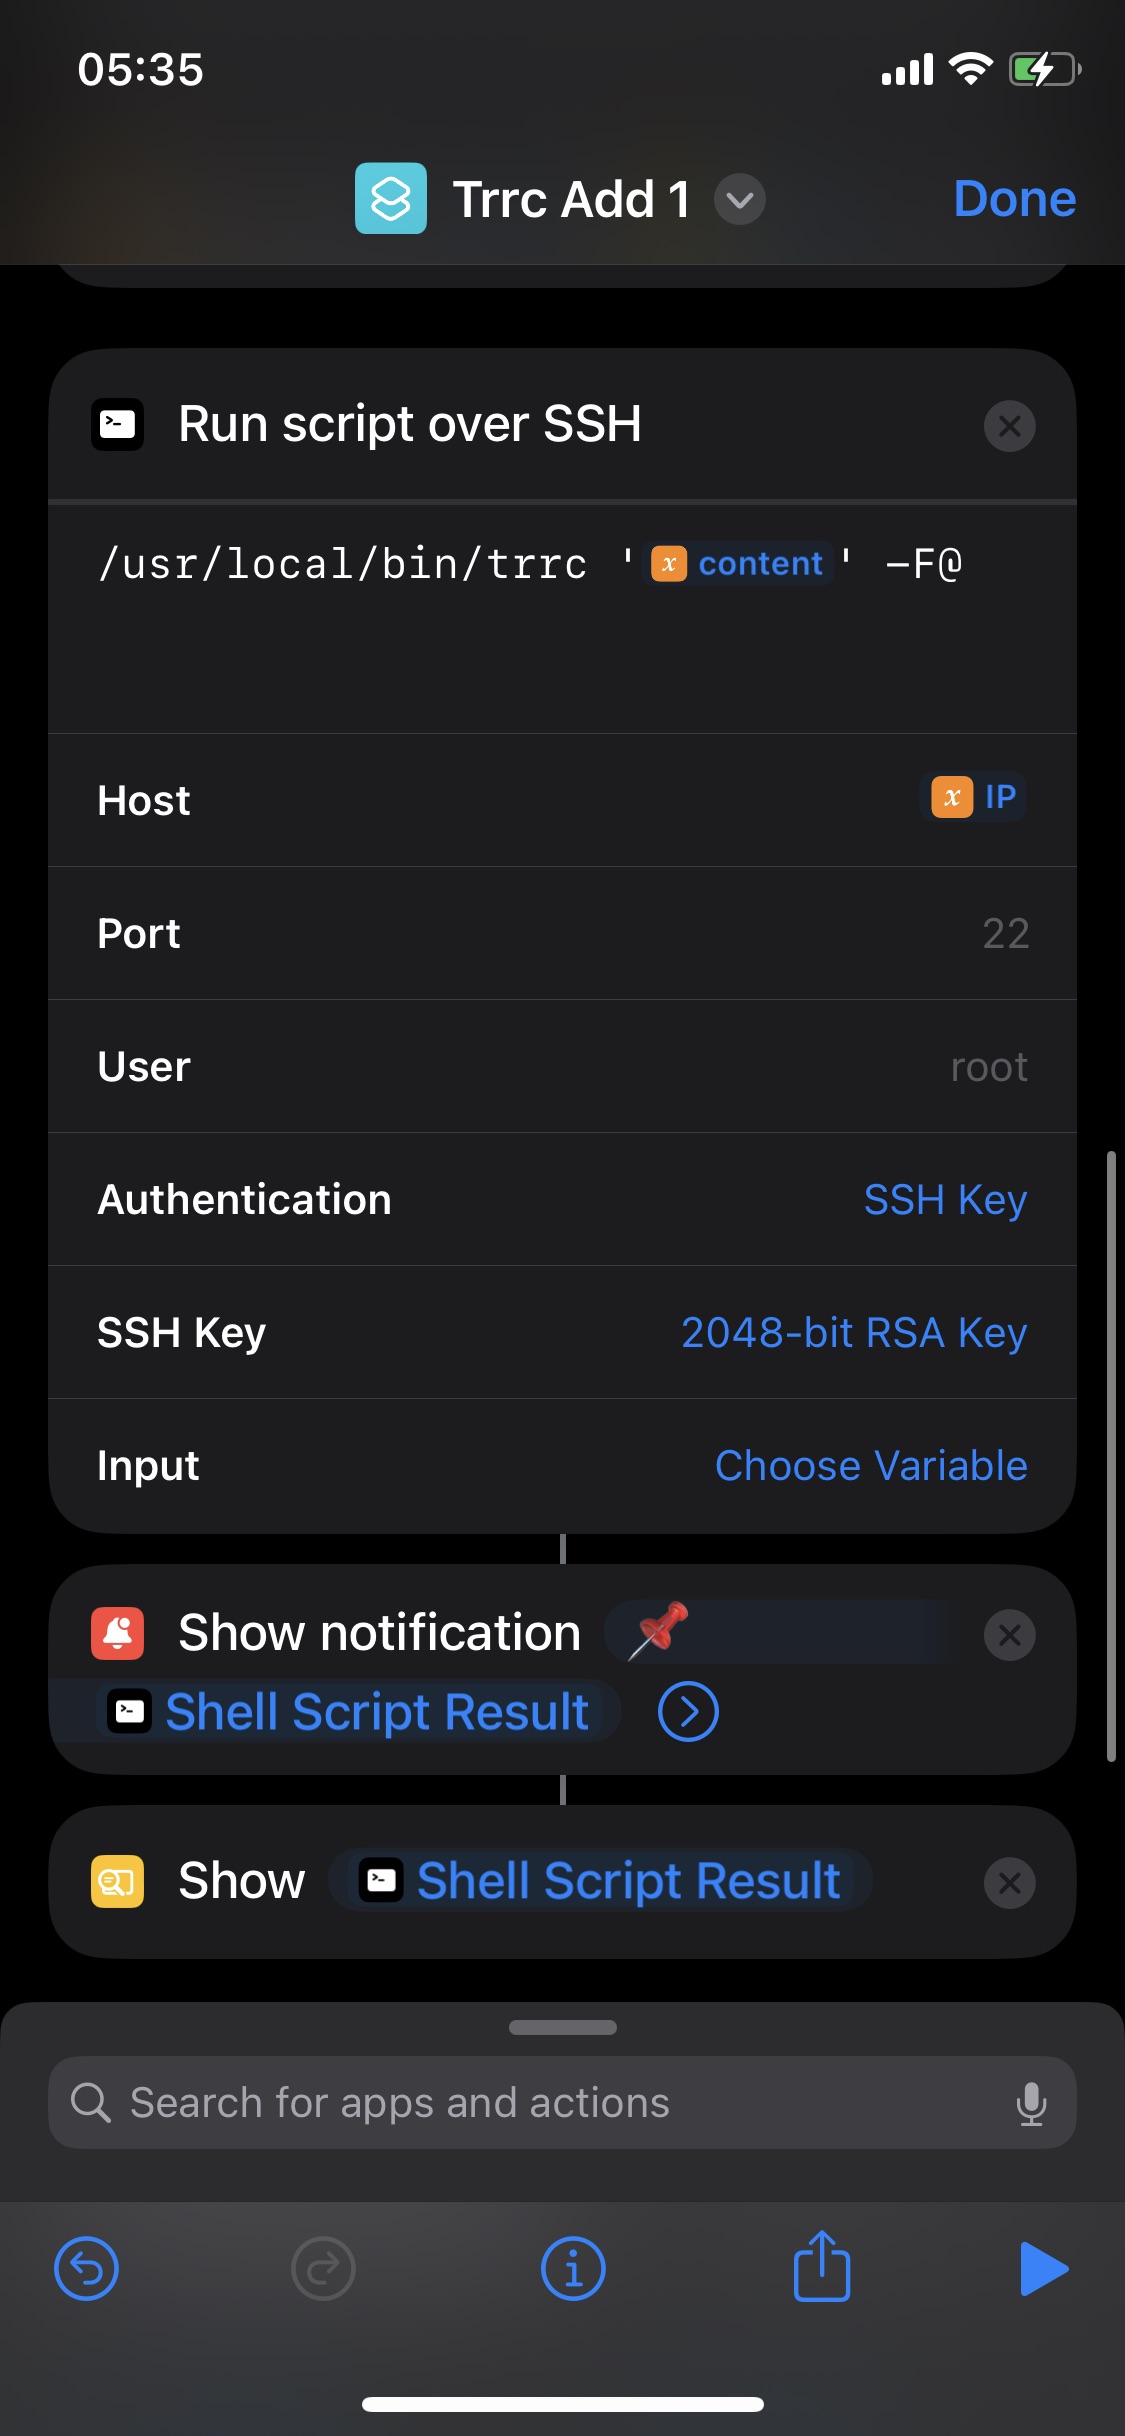 05:35
Trrc Add 1
Done
Run script over SSH
/usr/local/bin/trrc 'content' -F@
Host IP
Port 22
User root
Authentication SSH Key
SSH Key 2048-bit RSA Key
Input Choose Variable
Show notification 📌
Shell Script Result
Show Shell Script Result
Search for apps and actions